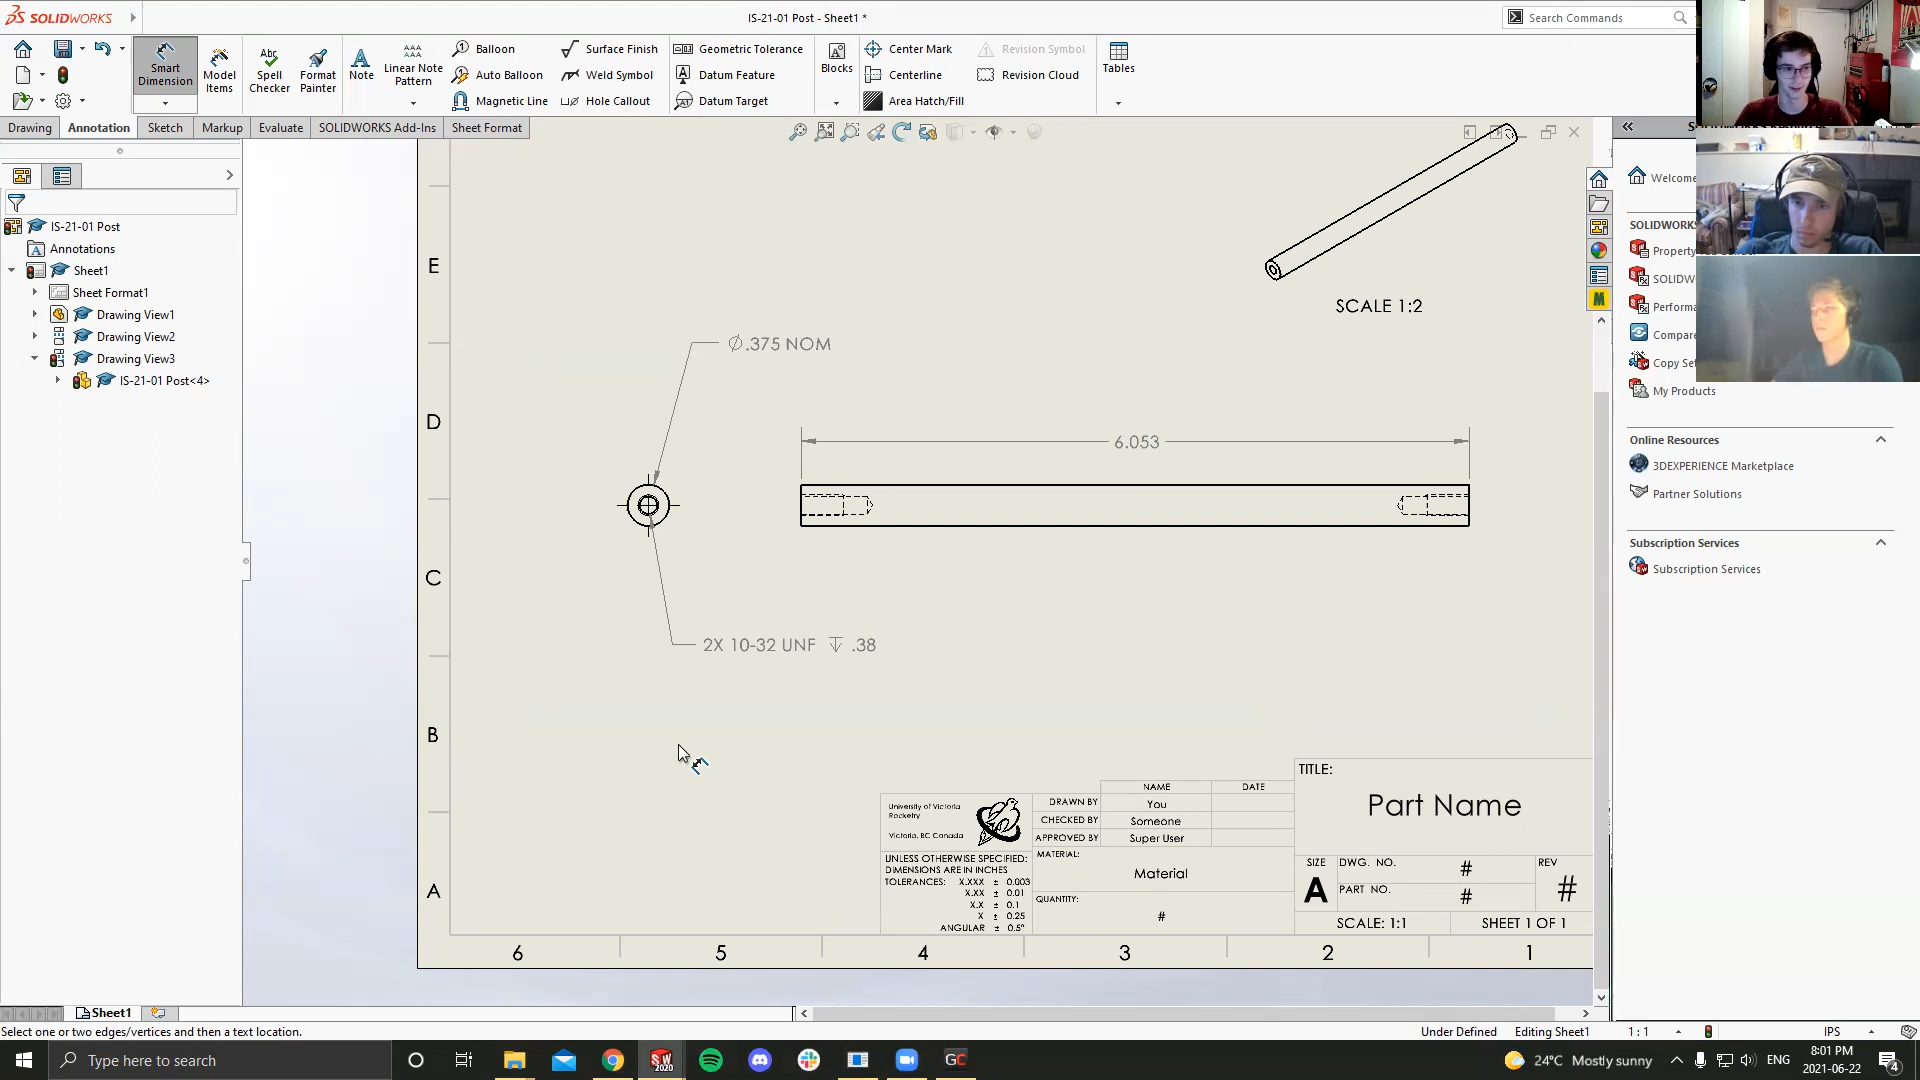 SOLIDWORKS
IS-21-01 Post - Sheet1 *
Search Commands
Smart Dimension
Model Items
Spell Checker
Format Painter
Note
Linear Note Pattern
Balloon
Auto Balloon
Magnetic Line
Surface Finish
Weld Symbol
Hole Callout
Geometric Tolerance
Datum Feature
Datum Target
Blocks
Center Mark
Centerline
Area Hatch/Fill
Revision Symbol
Revision Cloud
Tables
Drawing
Annotation
Sketch
Markup
Evaluate
SOLIDWORKS Add-Ins
Sheet Format
IS-21-01 Post
Annotations
Sheet1
Sheet Format1
Drawing View1
Drawing View2
Drawing View3
IS-21-01 Post<4>
E
D
C
B
A
SCALE 1:2
Ø.375 NOM
6.053
2X 10-32 UNF ↧ .38
University of Victoria
Rocketry
Victoria, BC Canada
UNLESS OTHERWISE SPECIFIED:
DIMENSIONS ARE IN INCHES
TOLERANCES: X.XXX ± 0.003
X.XX ± 0.01
X.X ± 0.1
X ± 0.25
ANGULAR ± 0.5°
NAME DATE
DRAWN BY You
CHECKED BY Someone
APPROVED BY Super User
MATERIAL:
Material
QUANTITY:
#
TITLE:
Part Name
SIZE
A
DWG. NO. #
PART NO. #
REV
#
SCALE: 1:1
SHEET 1 OF 1
6 5 4 3 2 1
Welcome
SOLIDWORKS
Property
SOLIDW
Performa
Compare
Copy Set
My Products
Online Resources
3DEXPERIENCE Marketplace
Partner Solutions
Subscription Services
Subscription Services
Sheet1
Select one or two edges/vertices and then a text location.
Under Defined
Editing Sheet1
1 : 1
IPS
Type here to search
SW
2020
GC
24°C Mostly sunny
ENG
8:01 PM
2021-06-22
4